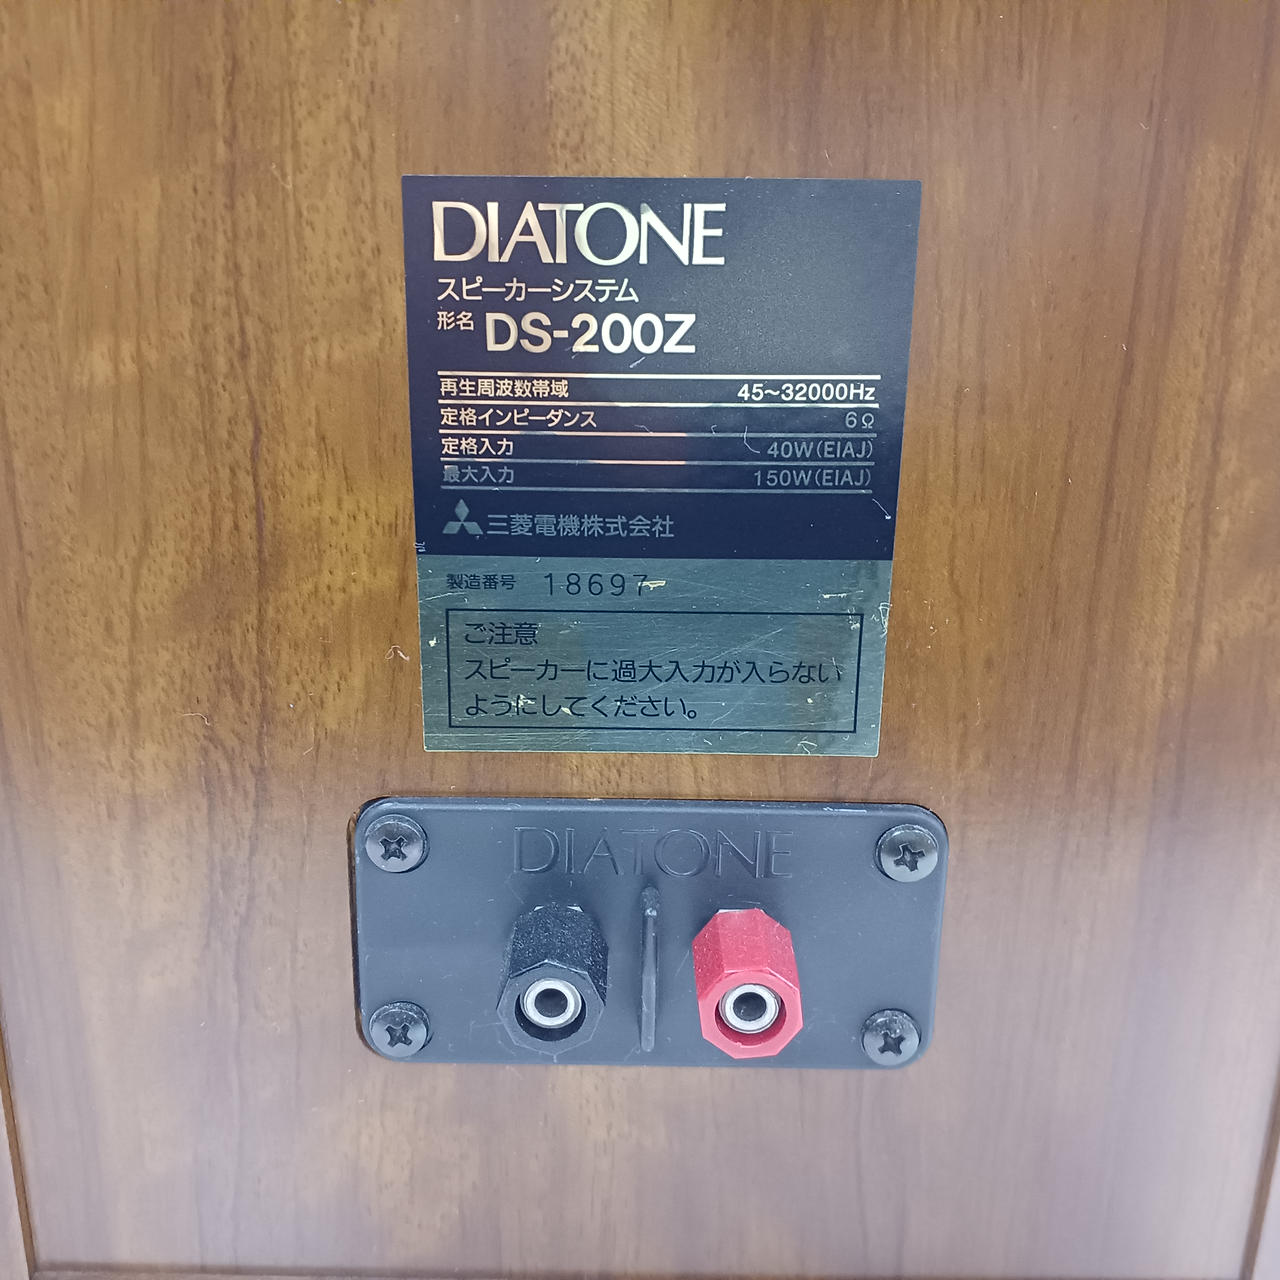 DIATONE
スピーカーシステム
形名 DS-200Z
再生周波数帯域 45~32000Hz
定格インピーダンス 6Ω
定格入力 40W(EIAJ)
最大入力 150W(EIAJ)
三菱電機株式会社
製造番号 18697
ご注意
スピーカーに過大入力が入らない
ようにしてください。
DIATONE